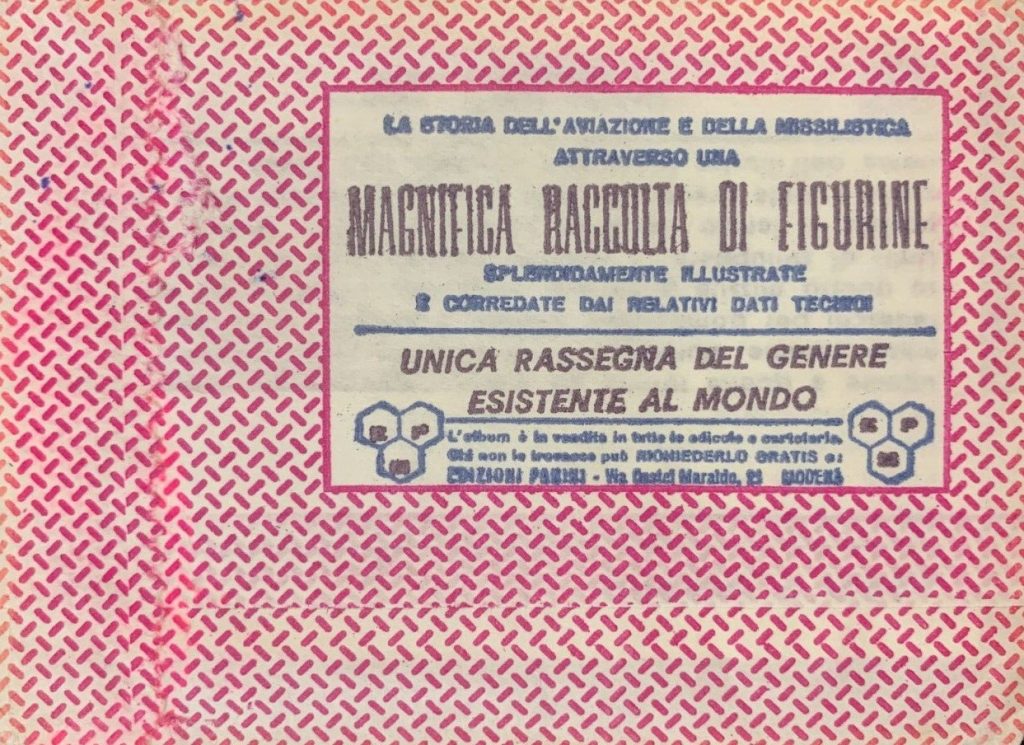 LA STORIA DELL'AVIAZIONE E DELLA MISSILISTICA
ATTRAVERSO UNA
MAGNIFICA RACCOLTA DI FIGURINE
SPLENDIDAMENTE ILLUSTRATE
E CORREDATE DAI RELATIVI DATI TECNICI
UNICA RASSEGNA DEL GENERE
ESISTENTE AL MONDO
E P
M
L'album è in vendita in tutte le edicole e cartolerie.
Chi non lo trovasse può RICHIEDERLO GRATIS a:
EDIZIONI PANINI - Via Castel Maraldo, 25 MODENA
E P
M